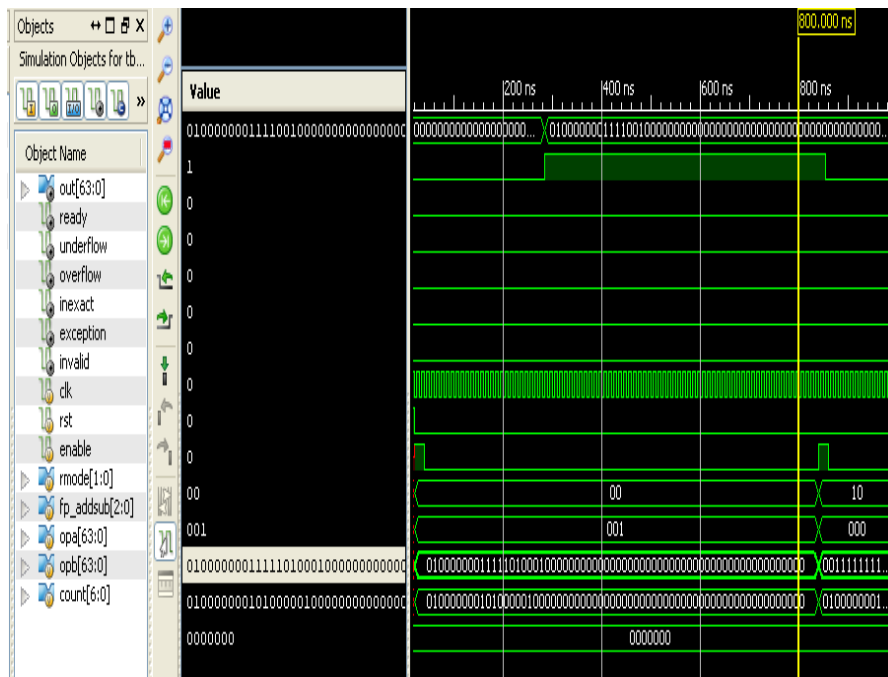 Objects
Simulation Objects for tb...
»
Object Name
out[63:0]
ready
underflow
overflow
inexact
exception
invalid
clk
rst
enable
rmode[1:0]
fp_addsub[2:0]
opa[63:0]
opb[63:0]
count[6:0]
Value
1
0
0
0
0
0
0
0
0
00
001
0000000
800.000 ns
200 ns
400 ns
600 ns
800 ns
00
10
001
000
0011111111...
0100000001...
0000000